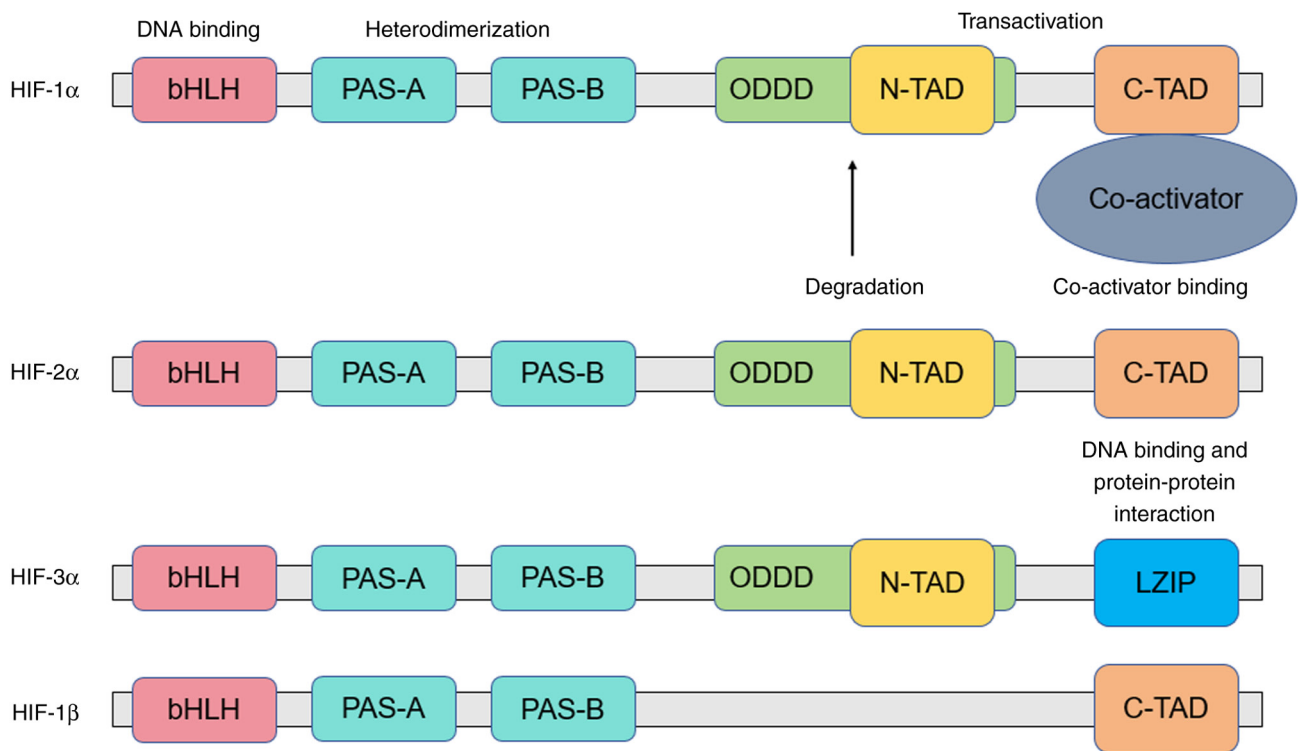 DNA binding
Heterodimerization
Transactivation
HIF-1α
bHLH
PAS-A
PAS-B
ODDD
N-TAD
C-TAD
Co-activator
Degradation
Co-activator binding
HIF-2α
bHLH
PAS-A
PAS-B
ODDD
N-TAD
C-TAD
DNA binding and
protein-protein
interaction
HIF-3α
bHLH
PAS-A
PAS-B
ODDD
N-TAD
LZIP
HIF-1β
bHLH
PAS-A
PAS-B
C-TAD